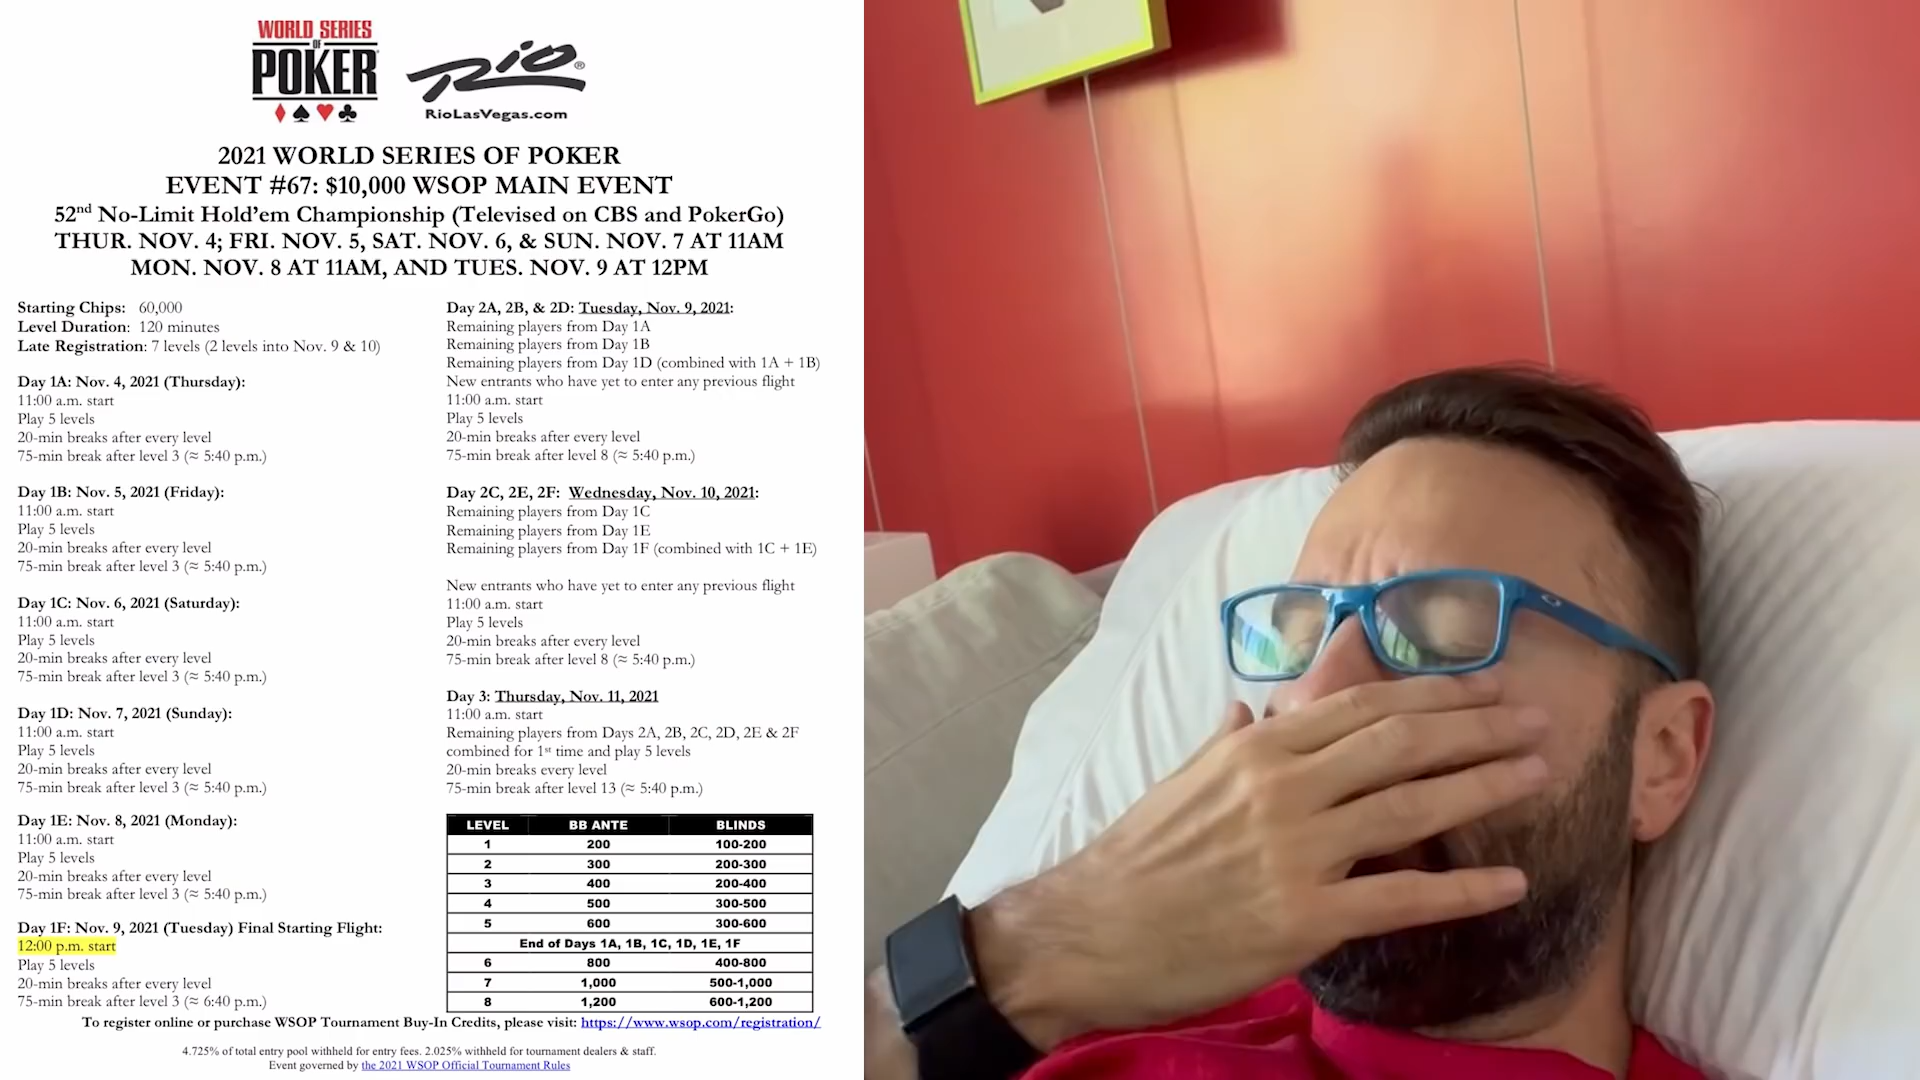 WORLD SERIES
OF
POKER
Rio®
RioLasVegas.com
2021 WORLD SERIES OF POKER
EVENT #67: $10,000 WSOP MAIN EVENT
52nd No-Limit Hold'em Championship (Televised on CBS and PokerGo)
THUR. NOV. 4; FRI. NOV. 5, SAT. NOV. 6, & SUN. NOV. 7 AT 11AM
MON. NOV. 8 AT 11AM, AND TUES. NOV. 9 AT 12PM
Starting Chips: 60,000
Level Duration: 120 minutes
Late Registration: 7 levels (2 levels into Nov. 9 & 10)
Day 1A: Nov. 4, 2021 (Thursday):
11:00 a.m. start
Play 5 levels
20-min breaks after every level
75-min break after level 3 (≈ 5:40 p.m.)
Day 1B: Nov. 5, 2021 (Friday):
11:00 a.m. start
Play 5 levels
20-min breaks after every level
75-min break after level 3 (≈ 5:40 p.m.)
Day 1C: Nov. 6, 2021 (Saturday):
11:00 a.m. start
Play 5 levels
20-min breaks after every level
75-min break after level 3 (≈ 5:40 p.m.)
Day 1D: Nov. 7, 2021 (Sunday):
11:00 a.m. start
Play 5 levels
20-min breaks after every level
75-min break after level 3 (≈ 5:40 p.m.)
Day 1E: Nov. 8, 2021 (Monday):
11:00 a.m. start
Play 5 levels
20-min breaks after every level
75-min break after level 3 (≈ 5:40 p.m.)
Day 1F: Nov. 9, 2021 (Tuesday) Final Starting Flight:
12:00 p.m. start
Play 5 levels
20-min breaks after every level
75-min break after level 3 (≈ 6:40 p.m.)
Day 2A, 2B, & 2D: Tuesday, Nov. 9, 2021:
Remaining players from Day 1A
Remaining players from Day 1B
Remaining players from Day 1D (combined with 1A + 1B)
New entrants who have yet to enter any previous flight
11:00 a.m. start
Play 5 levels
20-min breaks after every level
75-min break after level 8 (≈ 5:40 p.m.)
Day 2C, 2E, 2F: Wednesday, Nov. 10, 2021:
Remaining players from Day 1C
Remaining players from Day 1E
Remaining players from Day 1F (combined with 1C + 1E)
New entrants who have yet to enter any previous flight
11:00 a.m. start
Play 5 levels
20-min breaks after every level
75-min break after level 8 (≈ 5:40 p.m.)
Day 3: Thursday, Nov. 11, 2021
11:00 a.m. start
Remaining players from Days 2A, 2B, 2C, 2D, 2E & 2F
combined for 1st time and play 5 levels
20-min breaks every level
75-min break after level 13 (≈ 5:40 p.m.)
LEVEL BB ANTE BLINDS
1 200 100-200
2 300 200-300
3 400 200-400
4 500 300-500
5 600 300-600
End of Days 1A, 1B, 1C, 1D, 1E, 1F
6 800 400-800
7 1,000 500-1,000
8 1,200 600-1,200
To register online or purchase WSOP Tournament Buy-In Credits, please visit: https://www.wsop.com/registration/
4.725% of total entry pool withheld for entry fees. 2.025% withheld for tournament dealers & staff.
Event governed by the 2021 WSOP Official Tournament Rules